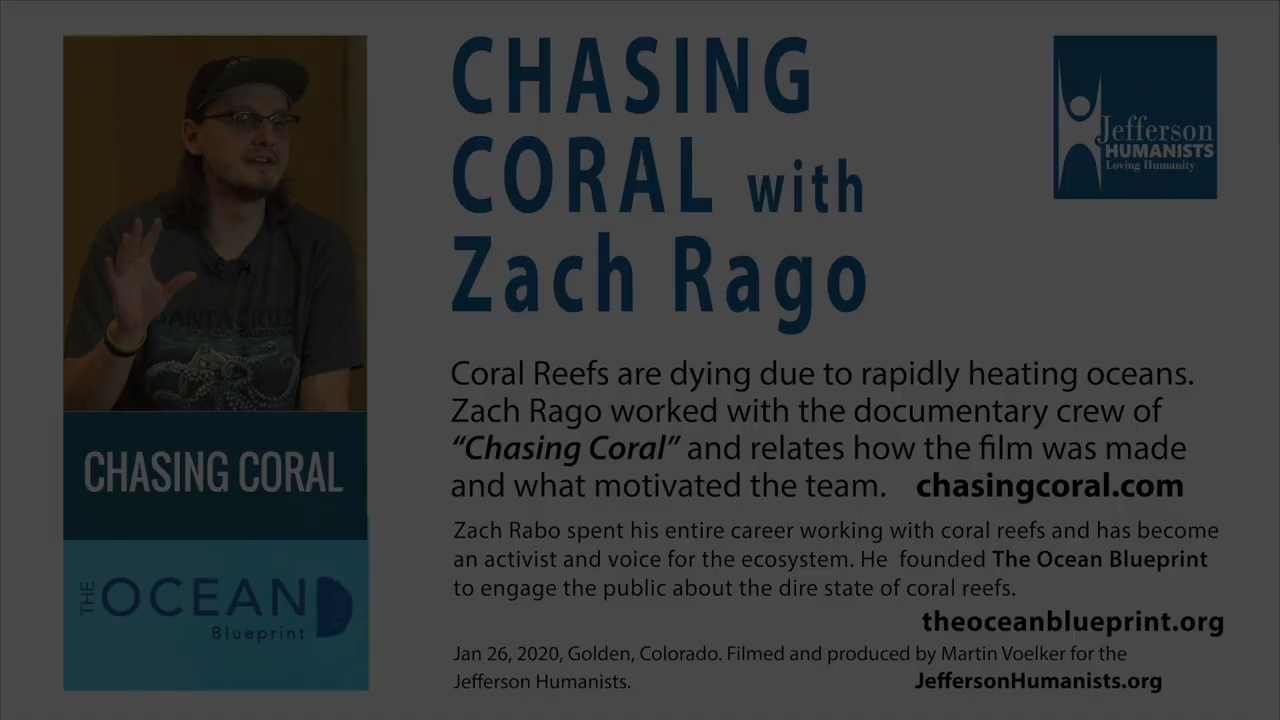 CHASING
CORAL with
Zach Rago
Jefferson
HUMANISTS
Loving Humanity
SANTA CRUZ
Coral Reefs are dying due to rapidly heating oceans.
Zach Rago worked with the documentary crew of
“Chasing Coral” and relates how the film was made
and what motivated the team. chasingcoral.com
Zach Rabo spent his entire career working with coral reefs and has become
an activist and voice for the ecosystem. He founded The Ocean Blueprint
to engage the public about the dire state of coral reefs.
theoceanblueprint.org
Jan 26, 2020, Golden, Colorado. Filmed and produced by Martin Voelker for the
Jefferson Humanists. JeffersonHumanists.org
CHASING CORAL
THE OCEAN
Blueprint